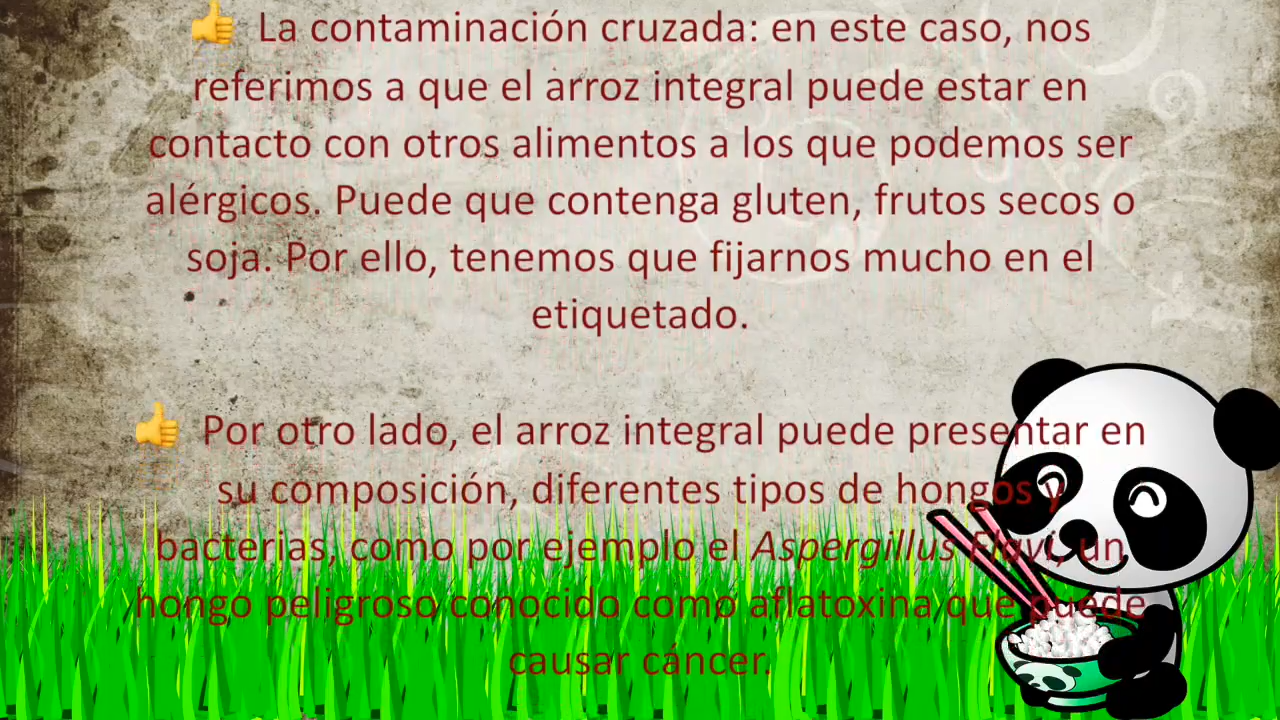 👍 La contaminación cruzada: en este caso, nos
referimos a que el arroz integral puede estar en
contacto con otros alimentos a los que podemos ser
alérgicos. Puede que contenga gluten, frutos secos o
soja. Por ello, tenemos que fijarnos mucho en el
etiquetado.
👍 Por otro lado, el arroz integral puede presentar en
su composición, diferentes tipos de hongos y
bacterias, como por ejemplo el Aspergillus Flavi, un
hongo peligroso conocido como aflatoxina que puede
causar cáncer.